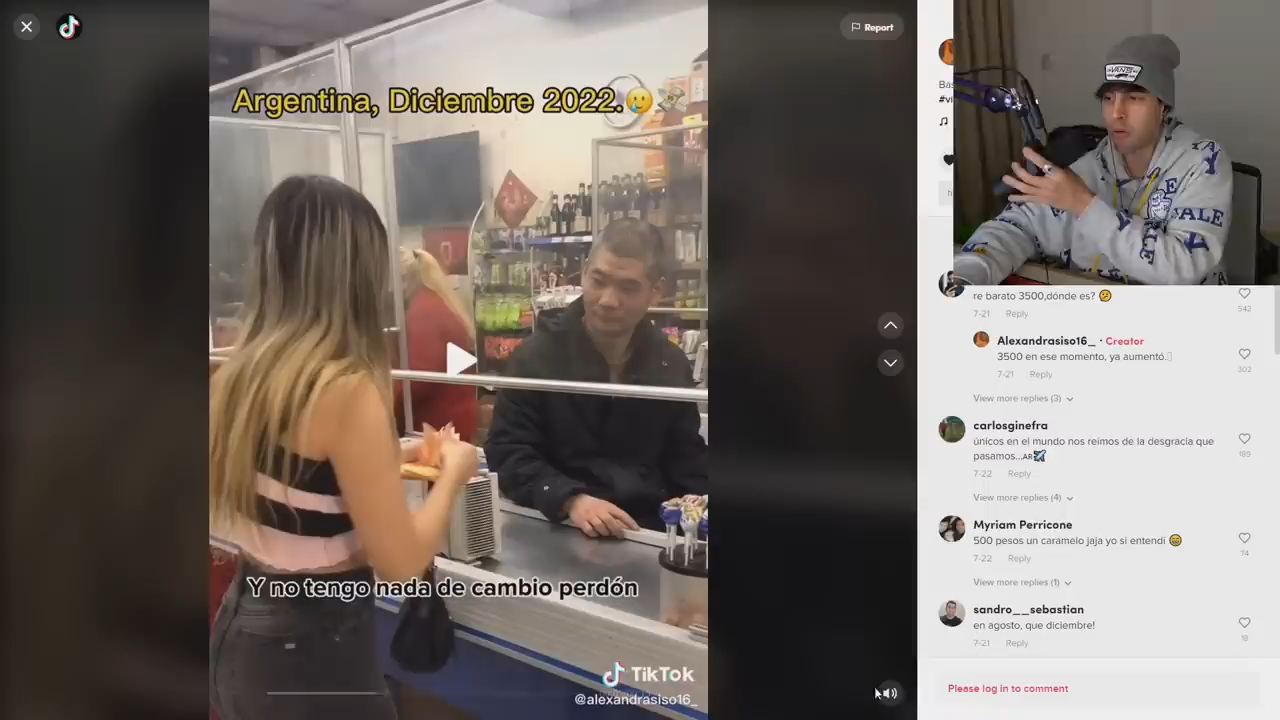 Report
Argentina, Diciembre 2022.🥲💸
Y no tengo nada de cambio perdón
TikTok
@alexandrasiso16_
VANS
YALE
re barato 3500,dónde es? 😕
7-21 Reply
542
Alexandrasiso16_ · Creator
3500 en ese momento, ya aumentó.
7-21 Reply
302
View more replies (3)
carlosginefra
únicos en el mundo nos reímos de la desgracia que
pasamos...AR
7-22 Reply
189
View more replies (4)
Myriam Perricone
500 pesos un caramelo jaja yo si entendí 😄
7-22 Reply
74
View more replies (1)
sandro__sebastian
en agosto, que diciembre!
7-21 Reply
18
Please log in to comment